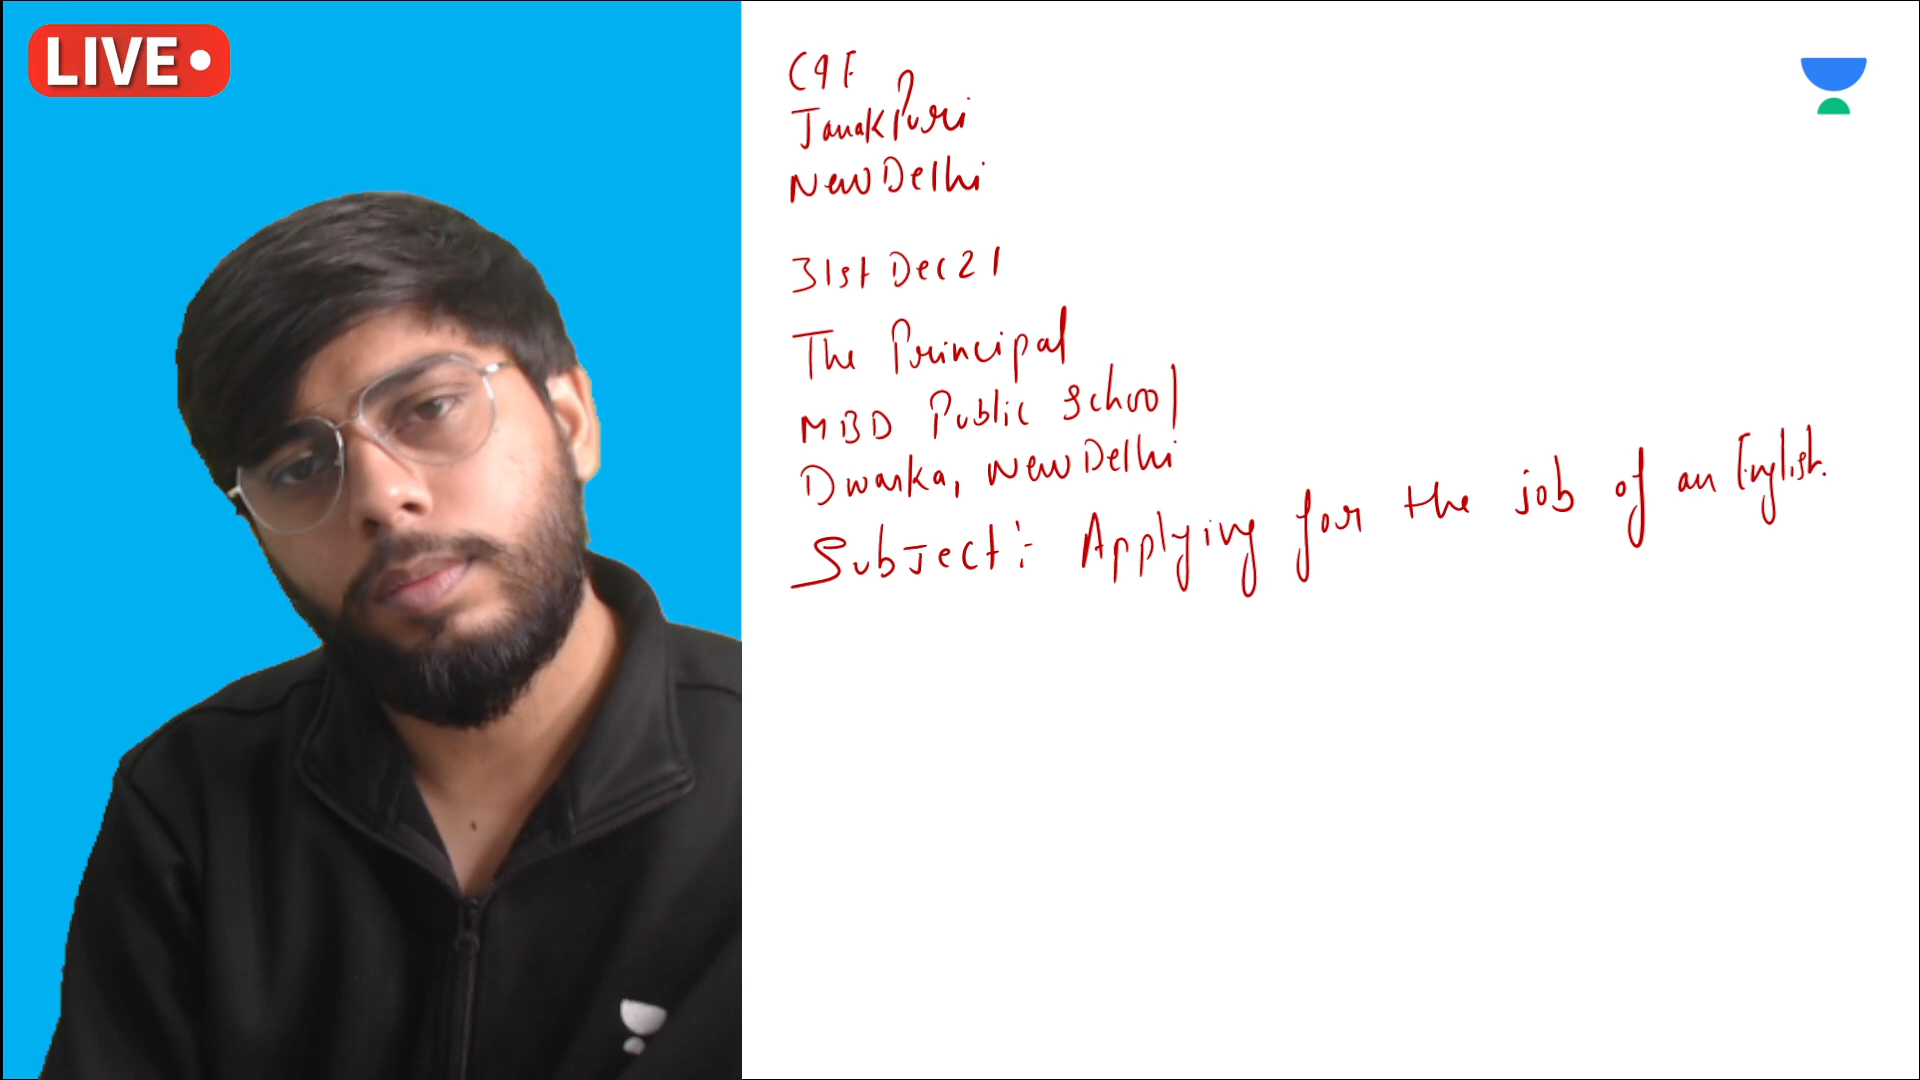 LIVE
C9F
JanakPuri
New Delhi
31st Dec 21
The Principal
MBD Public School
Dwarka, New Delhi
Subject:- Applying for the job of an English.